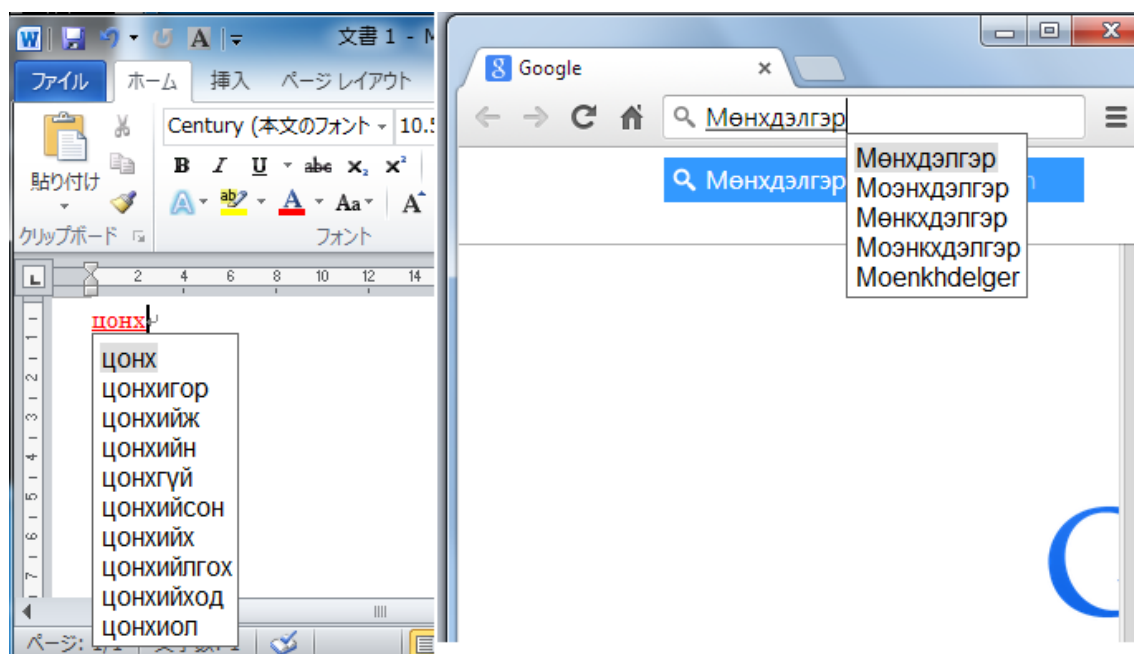 文書 1 - M
ファイル ホーム 挿入 ページ レイアウト
貼り付け
Century (本文のフォント 10.5
B I U abe x₂ x²
ab A Aa A
クリップボード フォント
2 4 6 8 10 12 14
цонх
цонх
цонхигор
цонхийж
цонхийн
цонхгүй
цонхийсон
цонхийх
цонхийлгох
цонхийход
цонхиол
ページ: 1/1
Google
Мөнхдэлгэр
Мөнхдэлгэр
Мөнхдэлгэр
Моэнхдэлгэр
Мөнкхдэлгэр
Моэнкхдэлгэр
Moenkhdelger